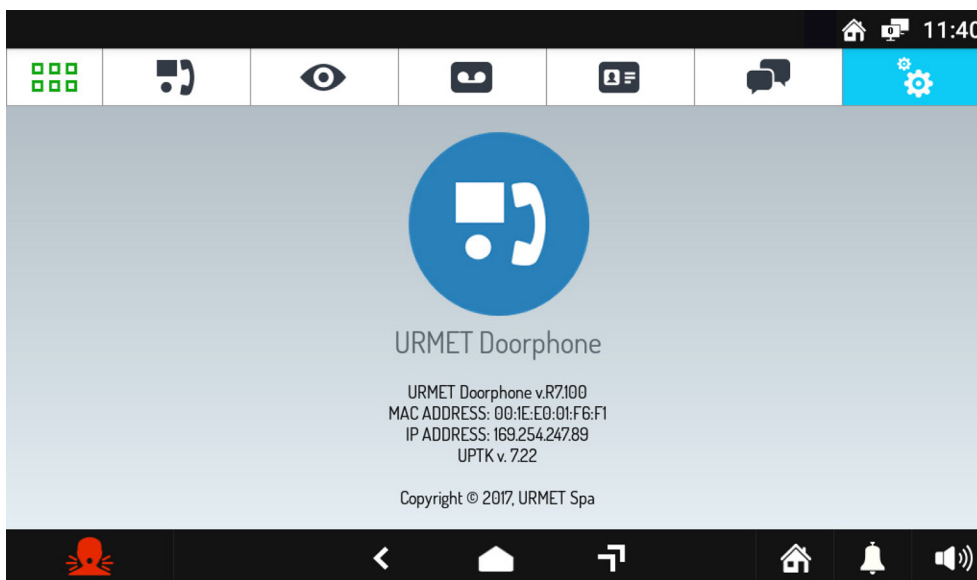 11:40
URMET Doorphone
URMET Doorphone v.R7.100
MAC ADDRESS: 00:1E:E0:01:F6:F1
IP ADDRESS: 169.254.247.89
UPTK v. 7.22
Copyright © 2017, URMET Spa